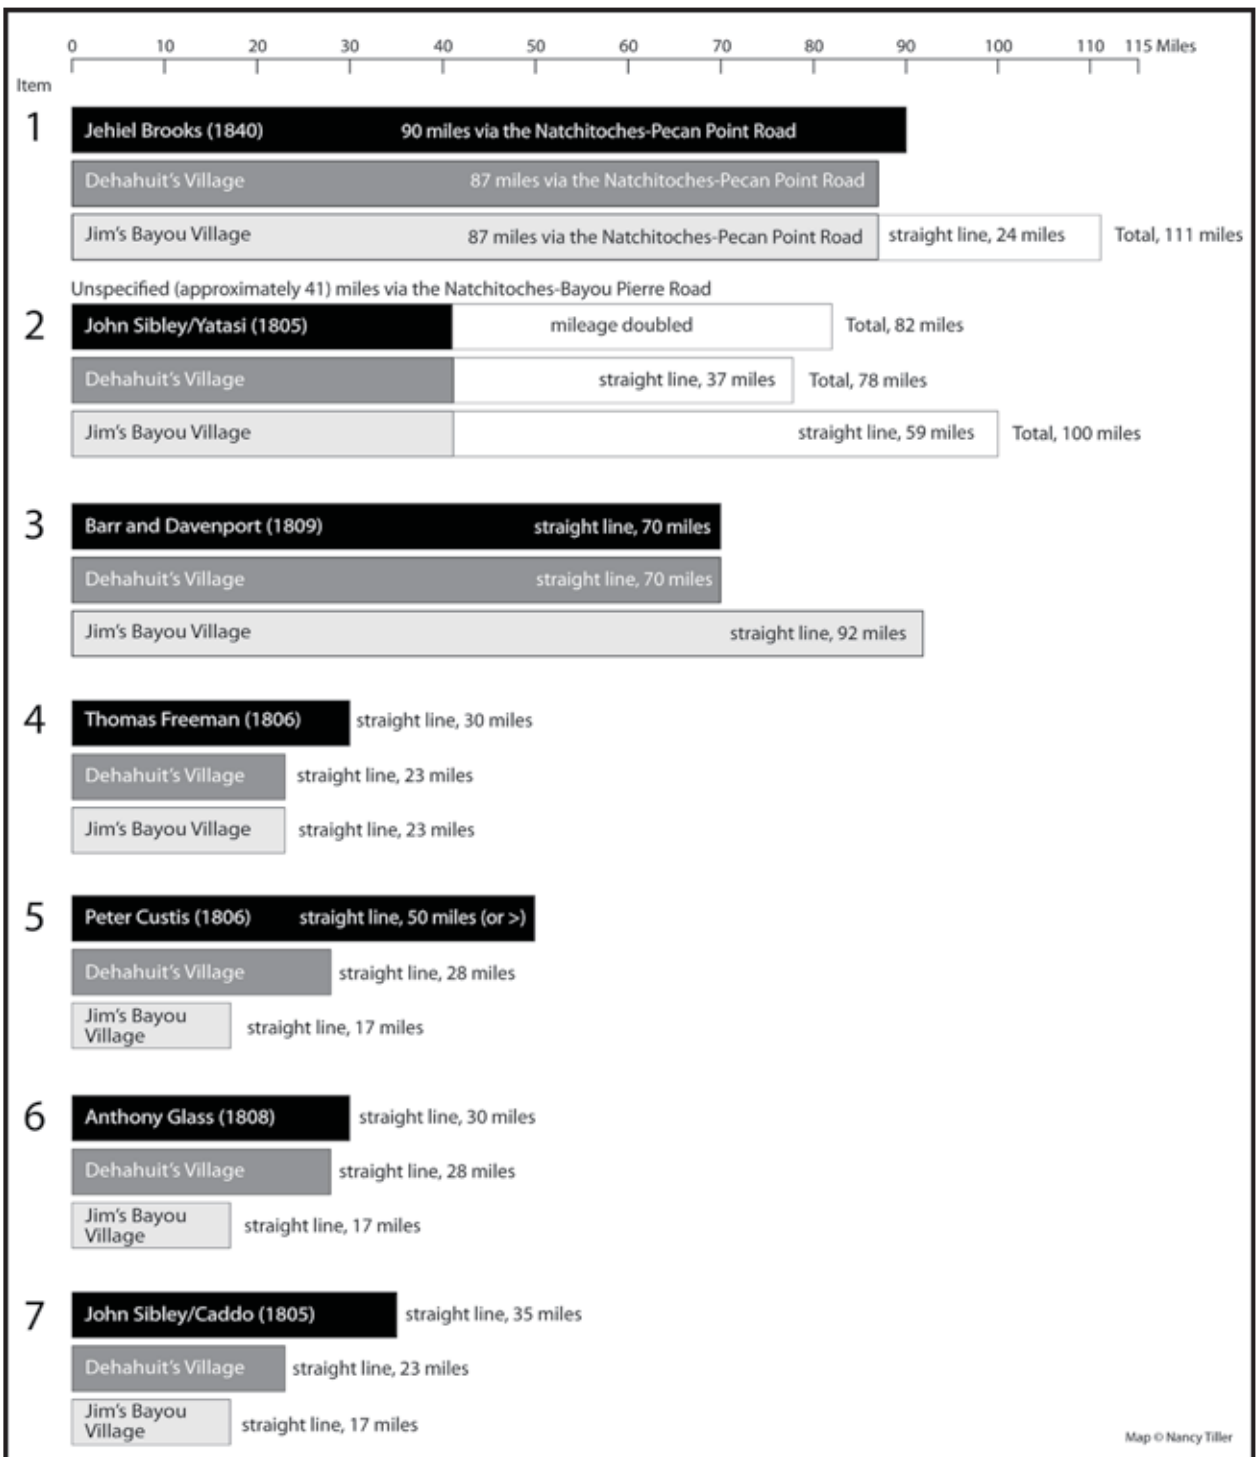 0 10 20 30 40 50 60 70 80 90 100 110 115 Miles
Item
1
Jehiel Brooks (1840) 90 miles via the Natchitoches-Pecan Point Road
Dehahuit's Village 87 miles via the Natchitoches-Pecan Point Road
Jim's Bayou Village 87 miles via the Natchitoches-Pecan Point Road straight line, 24 miles Total, 111 miles
Unspecified (approximately 41) miles via the Natchitoches-Bayou Pierre Road
2
John Sibley/Yatasi (1805) mileage doubled Total, 82 miles
Dehahuit's Village straight line, 37 miles Total, 78 miles
Jim's Bayou Village straight line, 59 miles Total, 100 miles
3
Barr and Davenport (1809) straight line, 70 miles
Dehahuit's Village straight line, 70 miles
Jim's Bayou Village straight line, 92 miles
4
Thomas Freeman (1806) straight line, 30 miles
Dehahuit's Village straight line, 23 miles
Jim's Bayou Village straight line, 23 miles
5
Peter Custis (1806) straight line, 50 miles (or >)
Dehahuit's Village straight line, 28 miles
Jim's Bayou
Village
straight line, 17 miles
6
Anthony Glass (1808) straight line, 30 miles
Dehahuit's Village straight line, 28 miles
Jim's Bayou
Village
straight line, 17 miles
7
John Sibley/Caddo (1805) straight line, 35 miles
Dehahuit's Village straight line, 23 miles
Jim's Bayou
Village
straight line, 17 miles
Map © Nancy Tiller